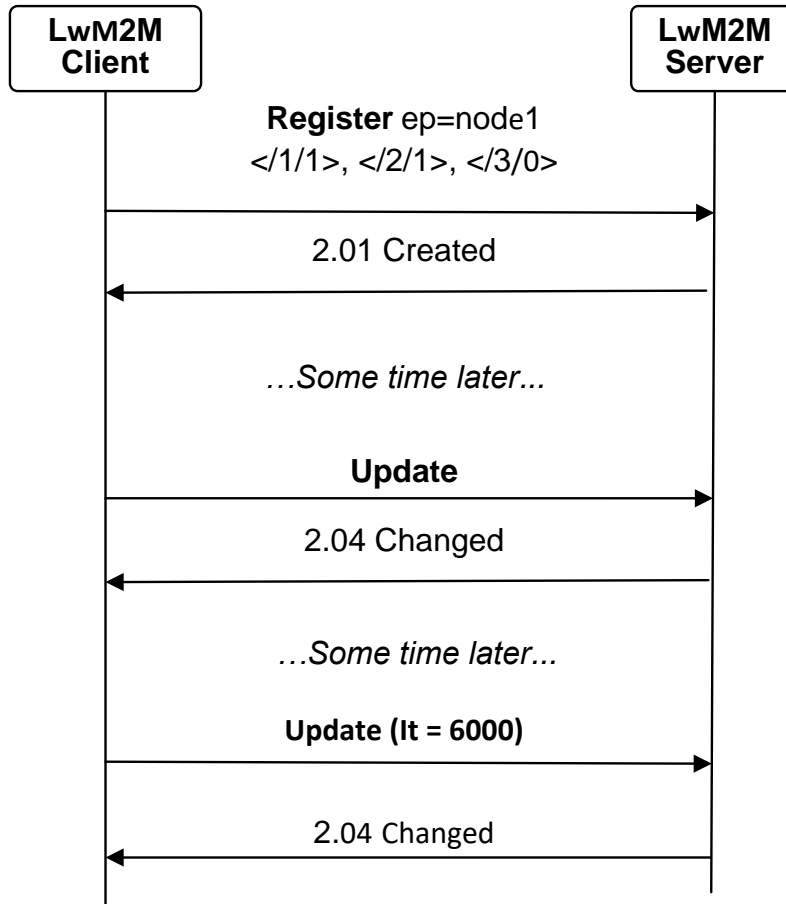 LwM2M
Client
LwM2M
Server
Register ep=node1
</1/1>, </2/1>, </3/0>
2.01 Created
...Some time later...
Update
2.04 Changed
...Some time later...
Update (It = 6000)
2.04 Changed